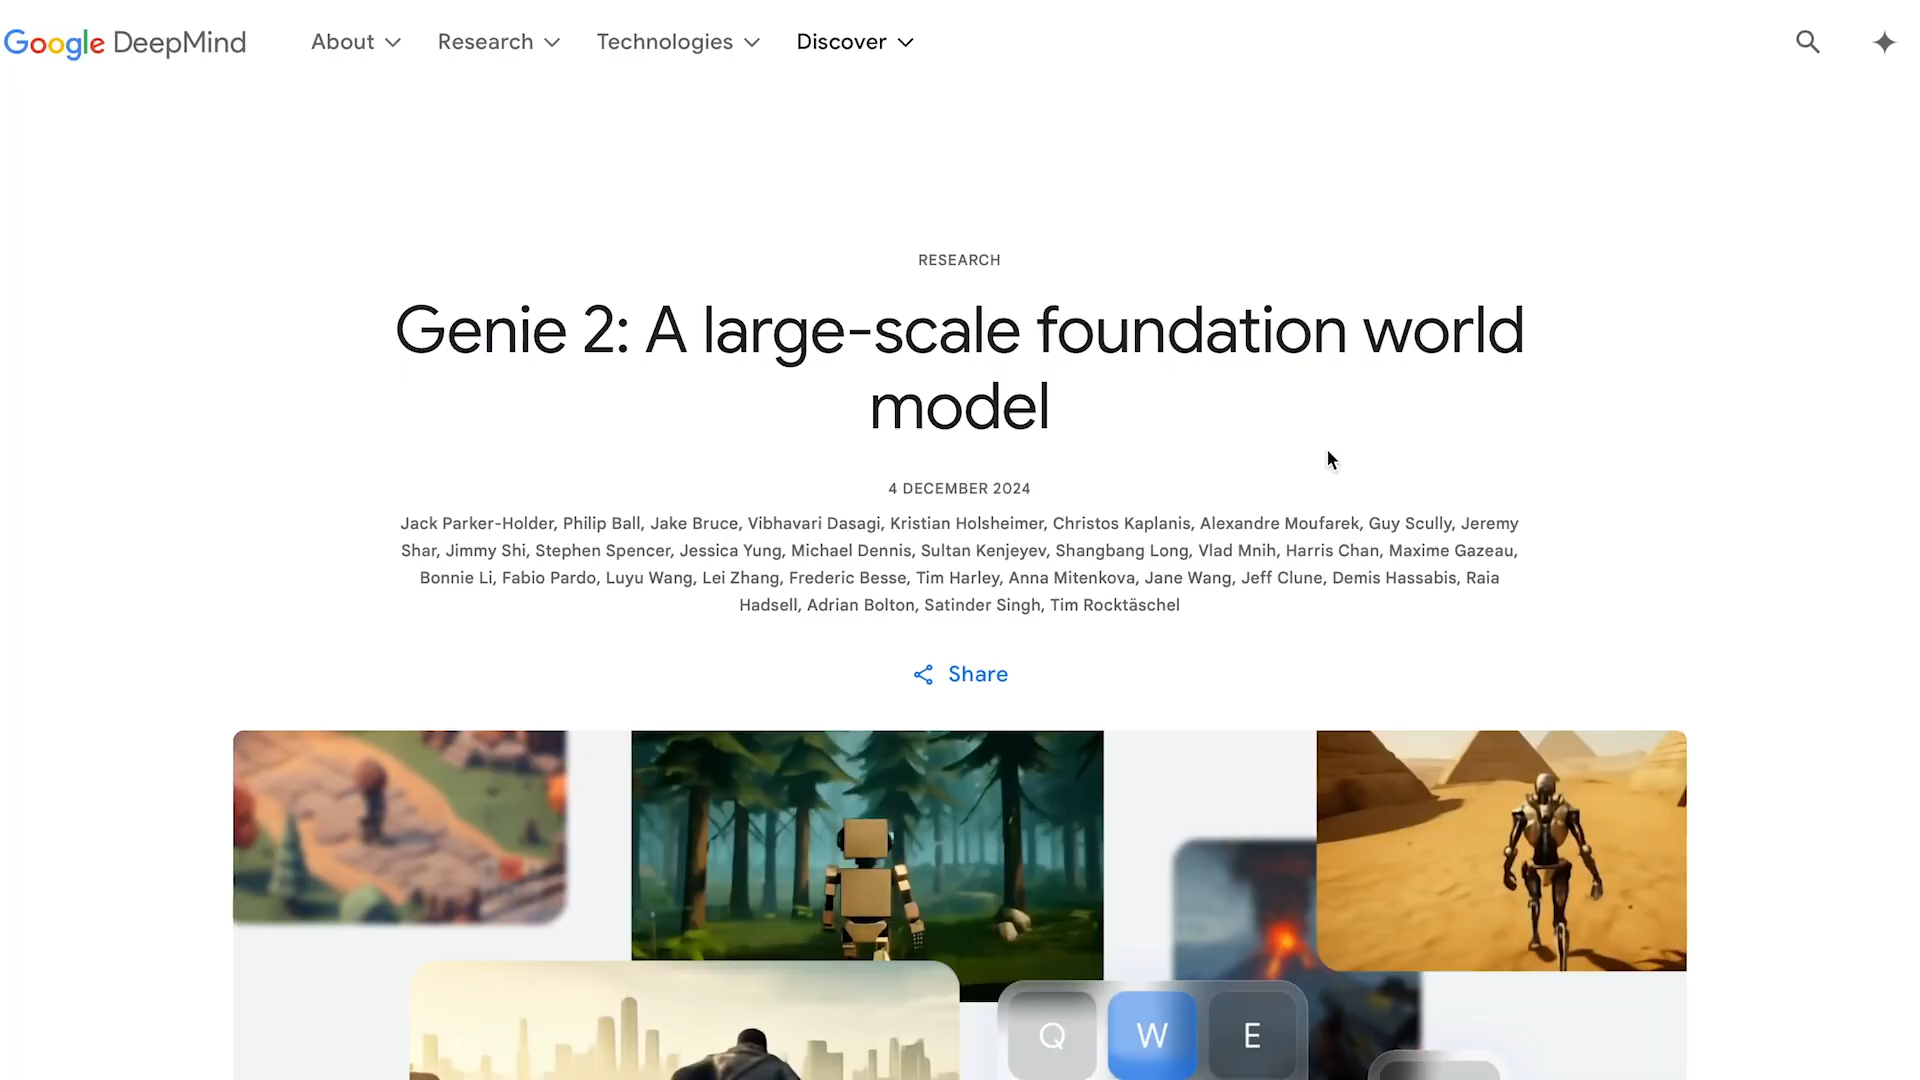 Google DeepMind
About
Research
Technologies
Discover
RESEARCH
Genie 2: A large-scale foundation world
model
4 DECEMBER 2024
Jack Parker-Holder, Philip Ball, Jake Bruce, Vibhavari Dasagi, Kristian Holsheimer, Christos Kaplanis, Alexandre Moufarek, Guy Scully, Jeremy
Shar, Jimmy Shi, Stephen Spencer, Jessica Yung, Michael Dennis, Sultan Kenjeyev, Shangbang Long, Vlad Mnih, Harris Chan, Maxime Gazeau,
Bonnie Li, Fabio Pardo, Luyu Wang, Lei Zhang, Frederic Besse, Tim Harley, Anna Mitenkova, Jane Wang, Jeff Clune, Demis Hassabis, Raia
Hadsell, Adrian Bolton, Satinder Singh, Tim Rocktäschel
Share
Q
W
E